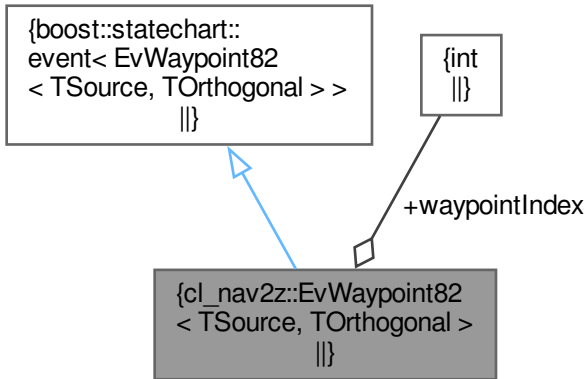 {boost::statechart::
event< EvWaypoint82
< TSource, TOrthogonal > >
||}
{int
||}
+waypointIndex
{cl_nav2z::EvWaypoint82
< TSource, TOrthogonal >
||}